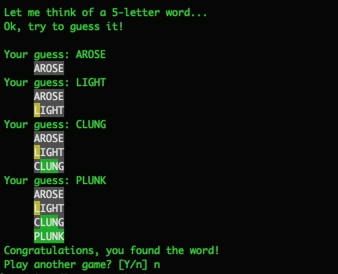 Let me think of a 5-letter word...
Ok, try to guess it!
Your guess: AROSE
AROSE
Your guess: LIGHT
AROSE
LIGHT
Your guess: CLUNG
AROSE
LIGHT
CLUNG
Your guess: PLUNK
AROSE
LIGHT
CLUNG
PLUNK
Congratulations, you found the word!
Play another game? [Y/n] n